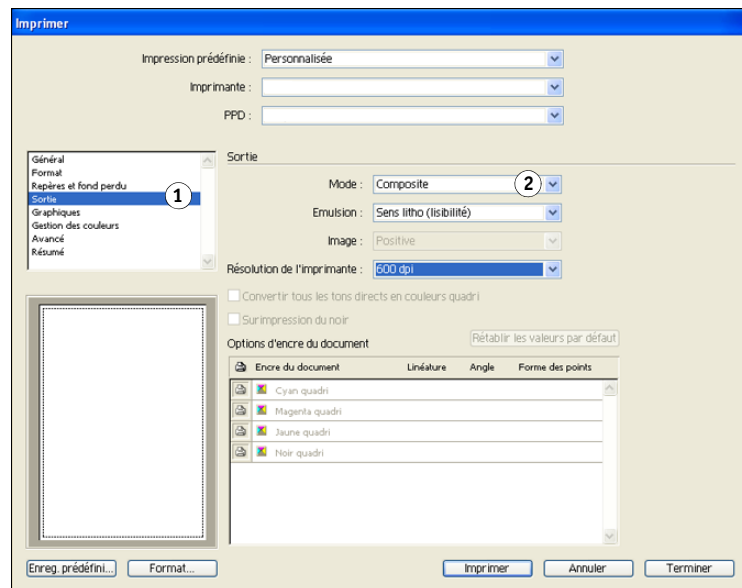 Imprimer
Impression prédéfinie : Personnalisée
Imprimante :
PPD :
Général
Format
Repères et fond perdu
Sortie
Graphiques
Gestion des couleurs
Avancé
Résumé
1
Sortie
Mode : Composite 2
Emulsion : Sens litho (lisibilité)
Image : Positive
Résolution de l'imprimante : 600 dpi
Convertir tous les tons directs en couleurs quadri
Surimpression du noir
Options d'encre du document Rétablir les valeurs par défaut
Encre du document Linéature Angle Forme des points
Cyan quadri
Magenta quadri
Jaune quadri
Noir quadri
Enreg. prédéfini... Format... Imprimer Annuler Terminer